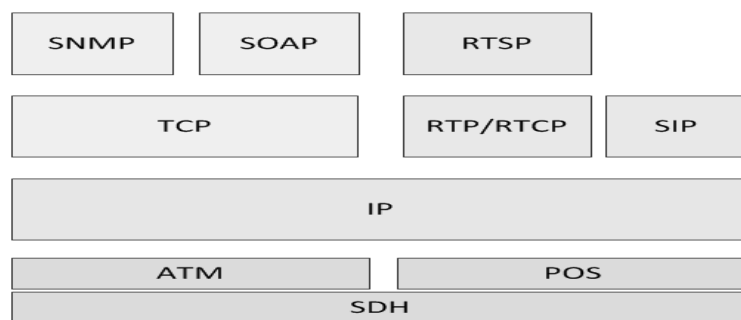 SNMP SOAP RTSP
TCP RTP/RTCP SIP
IP
ATM POS
SDH